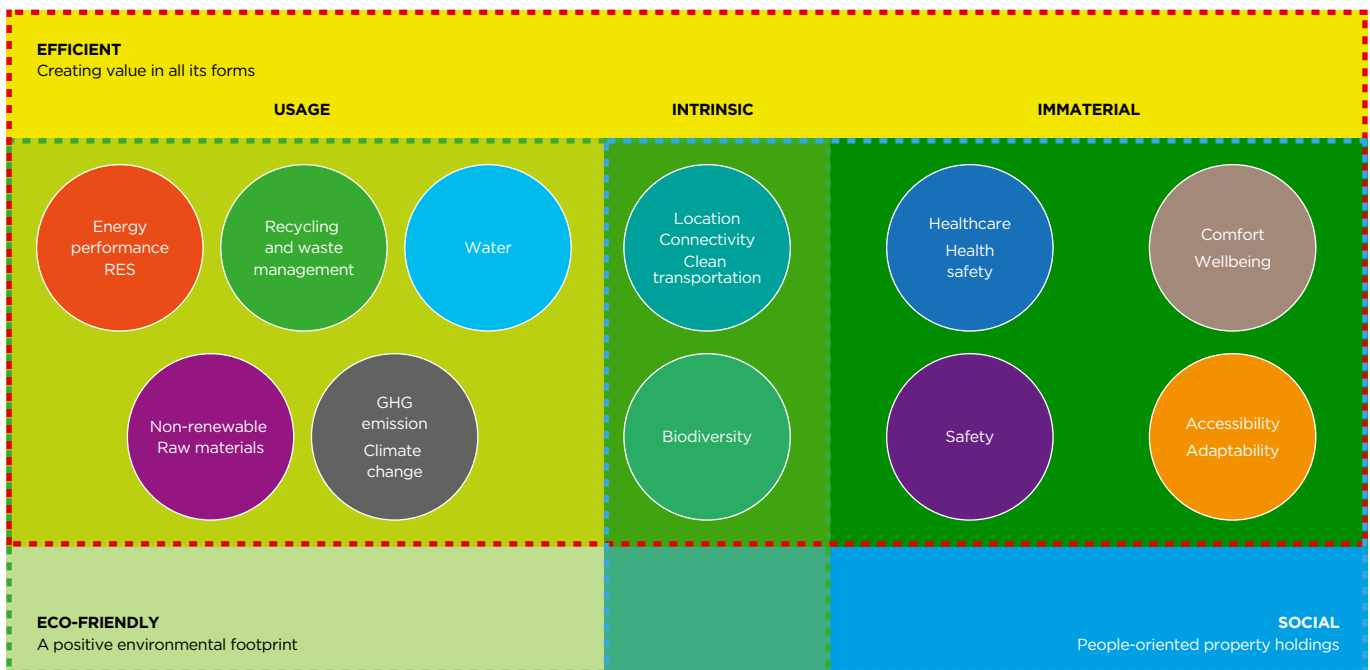 EFFICIENT
Creating value in all its forms
USAGE
INTRINSIC
IMMATERIAL
Energy
performance
RES
Recycling
and waste
management
Water
Location
Connectivity
Clean
transportation
Healthcare
Health
safety
Comfort
Wellbeing
Non-renewable
Raw materials
GHG
emission
Climate
change
Biodiversity
Safety
Accessibility
Adaptability
ECO-FRIENDLY
A positive environmental footprint
SOCIAL
People-oriented property holdings